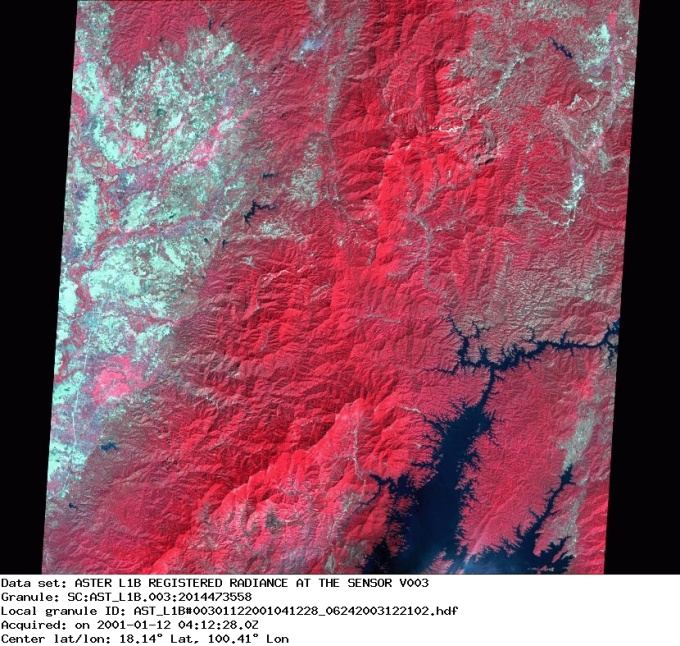 Data set: ASTER L1B REGISTERED RADIANCE AT THE SENSOR V003
Granule: SC:AST_L1B.003:2014473558
Local granule ID: AST_L1B#00301122001041228_06242003122102.hdf
Acquired: on 2001-01-12 04:12:28.0Z
Center lat/lon: 18.14° Lat, 100.41° Lon